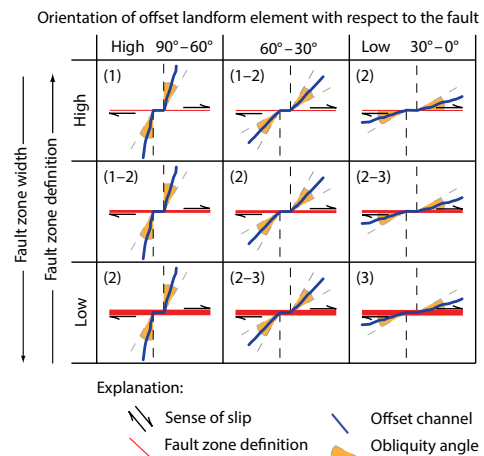 Orientation of offset landform element with respect to the fault
High 90°–60° 60°–30° Low 30°–0°
Fault zone width
Fault zone definition
High
(1) (1–2) (2)
(1–2) (2) (2–3)
Low
(2) (2–3) (3)
Explanation:
Sense of slip Offset channel
Fault zone definition Obliquity angle